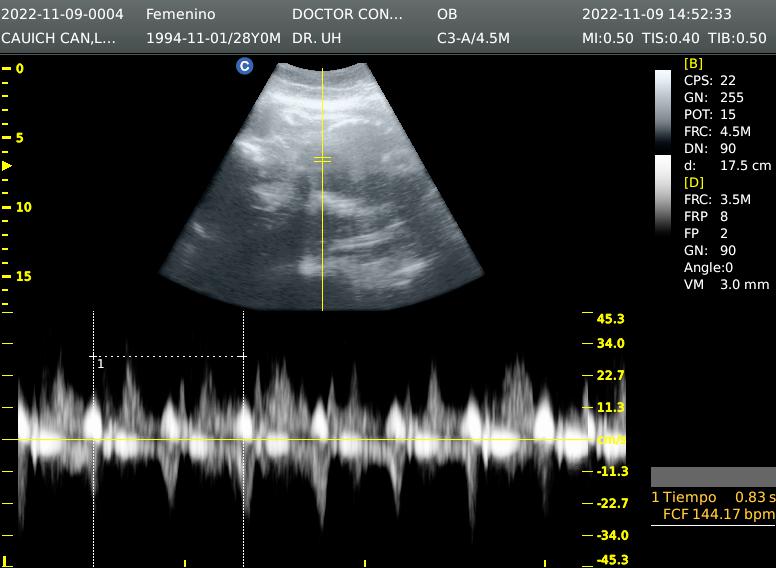 2022-11-09-0004 Femenino DOCTOR CON... OB 2022-11-09 14:52:33
CAUICH CAN,L... 1994-11-01/28Y0M DR. UH C3-A/4.5M MI:0.50 TIS:0.40 TIB:0.50
C
0
5
10
15
[B]
CPS: 22
GN: 255
POT: 15
FRC: 4.5M
DN: 90
d: 17.5 cm
[D]
FRC: 3.5M
FRP 8
FP 2
GN: 90
Angle:0
VM 3.0 mm
1
45.3
34.0
22.7
11.3
cm/s
-11.3
-22.7
-34.0
-45.3
1 Tiempo 0.83 s
FCF 144.17 bpm